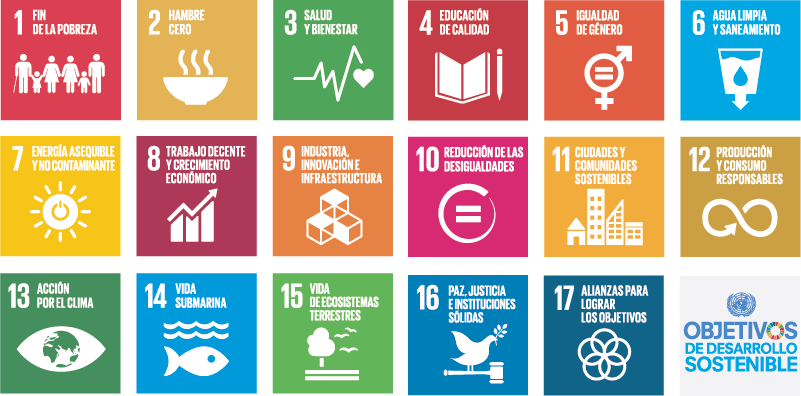 1 FIN
DE LA POBREZA
2 HAMBRE
CERO
3 SALUD
Y BIENESTAR
4 EDUCACIÓN
DE CALIDAD
5 IGUALDAD
DE GÉNERO
6 AGUA LIMPIA
Y SANEAMIENTO
7 ENERGÍA ASEQUIBLE
Y NO CONTAMINANTE
8 TRABAJO DECENTE
Y CRECIMIENTO
ECONÓMICO
9 INDUSTRIA,
INNOVACIÓN E
INFRAESTRUCTURA
10 REDUCCIÓN DE LAS
DESIGUALDADES
11 CIUDADES Y
COMUNIDADES
SOSTENIBLES
12 PRODUCCIÓN
Y CONSUMO
RESPONSABLES
13 ACCIÓN
POR EL CLIMA
14 VIDA
SUBMARINA
15 VIDA
DE ECOSISTEMAS
TERRESTRES
16 PAZ, JUSTICIA
E INSTITUCIONES
SÓLIDAS
17 ALIANZAS PARA
LOGRAR
LOS OBJETIVOS
OBJETIVOS
DE DESARROLLO
SOSTENIBLE